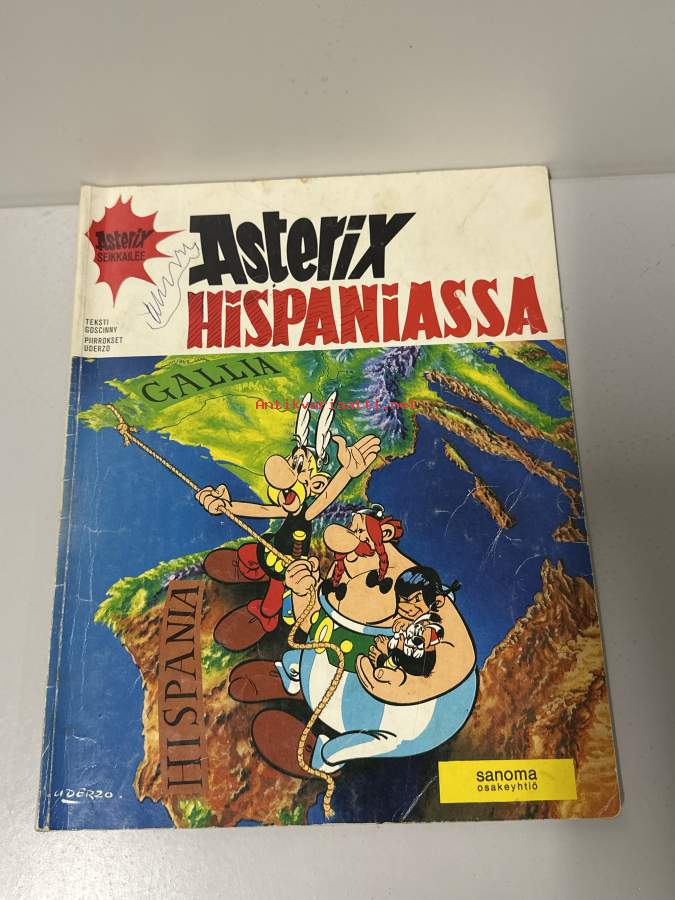 Asterix
SEIKKAILEE
Asterix
HISPANIASSA
TEKSTI
GOSCINNY
PIIRROKSET
UDERZO
GALLIA
Antikvariaatti.net
HISPANIA
UDERZO.
sanoma
osakeyhtiö